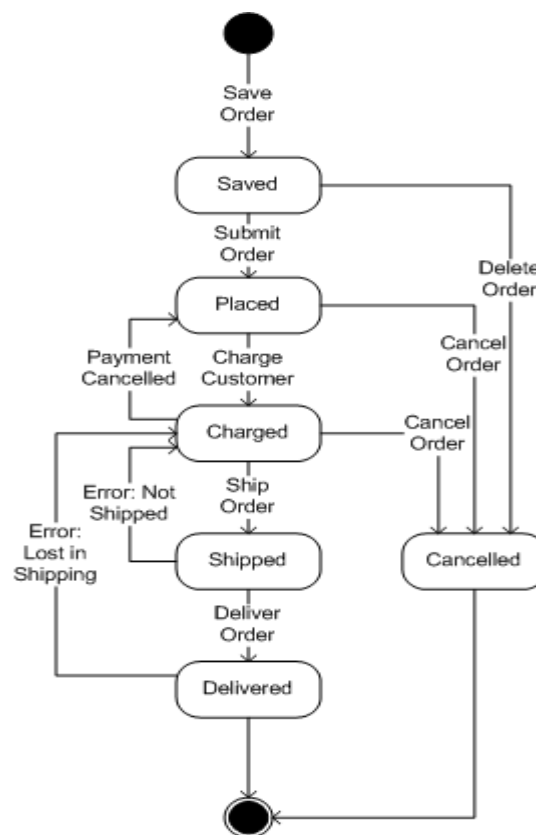 Save
Order
Saved
Submit
Order
Delete
Order
Placed
Payment
Cancelled
Charge
Customer
Cancel
Order
Charged
Cancel
Order
Error: Not
Shipped
Ship
Order
Error:
Lost in
Shipping
Shipped
Cancelled
Deliver
Order
Delivered